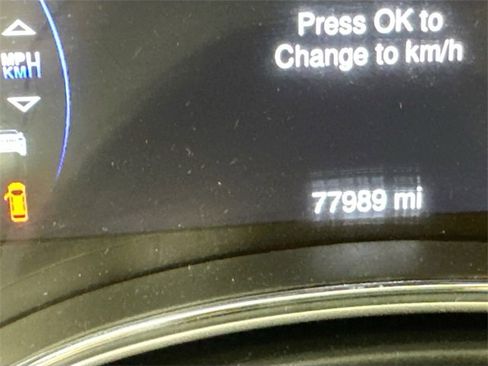 Press OK to
Change to km/h
MPH
KM
77989 mi